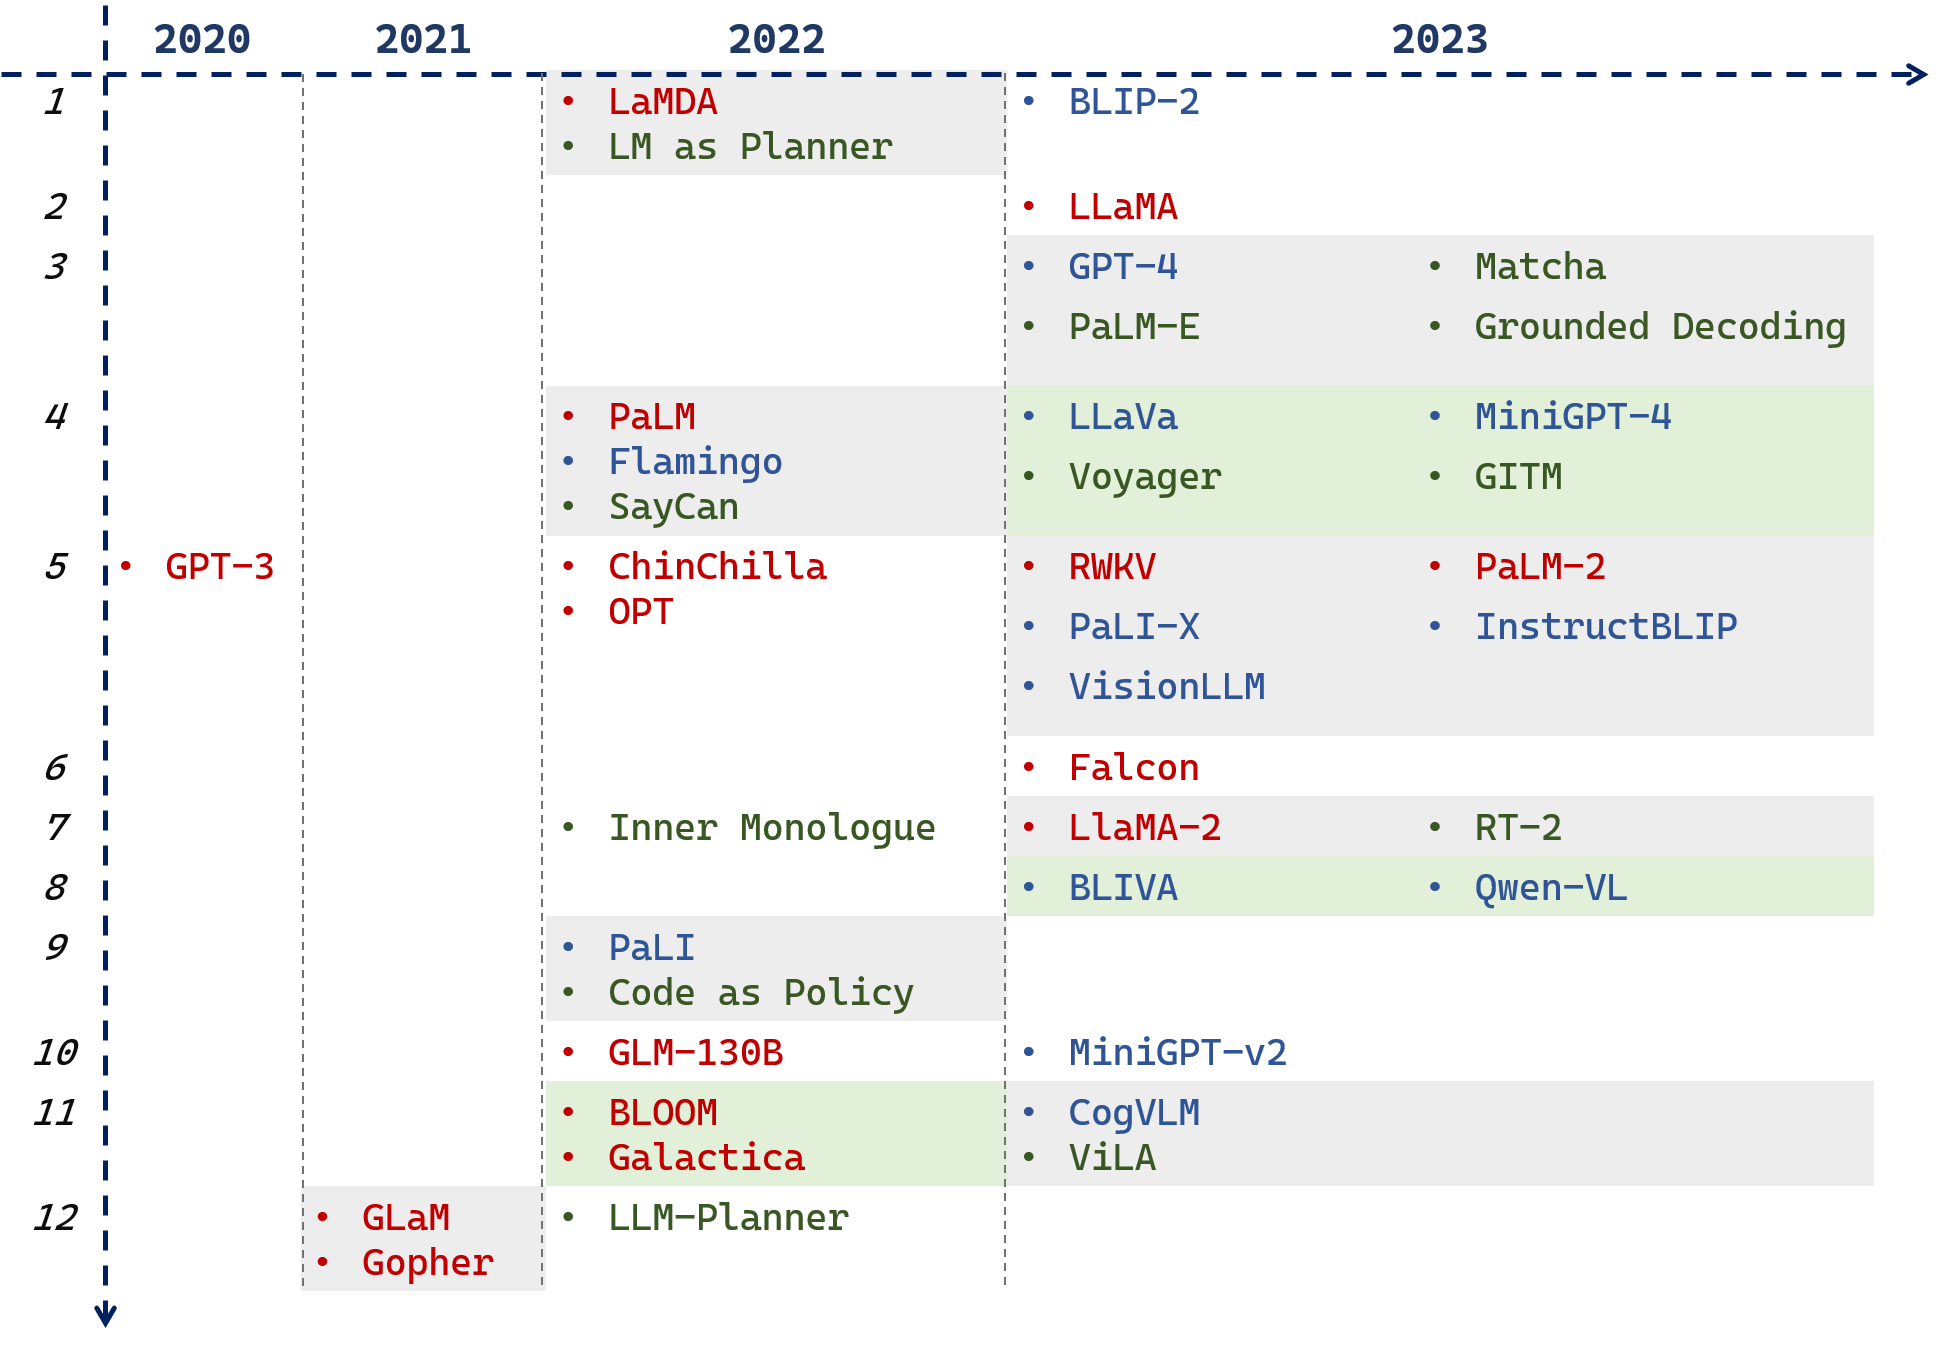 2020 2021 2022 2023
1 • LaMDA • BLIP-2
• LM as Planner
2 • LLaMA
3 • GPT-4 • Matcha
• PaLM-E • Grounded Decoding
4 • PaLM • LLaVa • MiniGPT-4
• Flamingo
• Voyager • GITM
• SayCan
5 • GPT-3 • ChinChilla • RWKV • PaLM-2
• OPT • PaLI-X • InstructBLIP
• VisionLLM
6 • Falcon
7 • Inner Monologue • LlaMA-2 • RT-2
8 • BLIVA • Qwen-VL
9 • PaLI
• Code as Policy
10 • GLM-130B • MiniGPT-v2
11 • BLOOM • CogVLM
• Galactica • ViLA
12 • GLaM • LLM-Planner
• Gopher